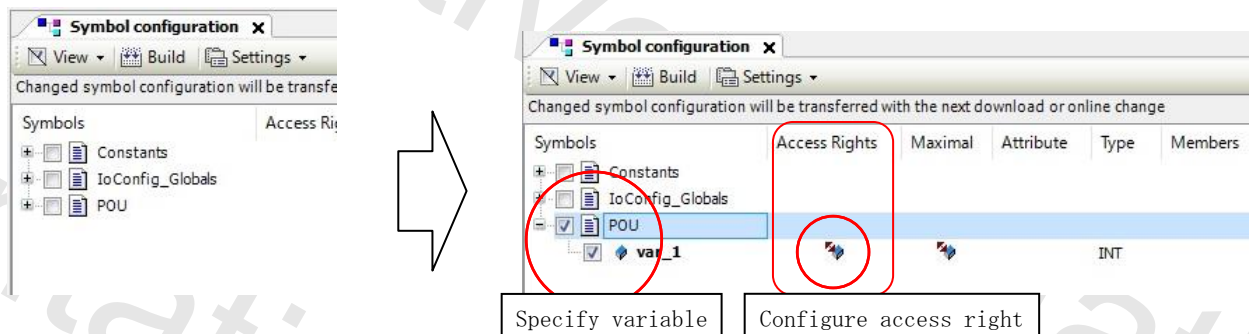 Symbol configuration X
View Build Settings
Changed symbol configuration will be transfe
Symbols Access Ri
Constants
IoConfig_Globals
POU
Symbol configuration X
View Build Settings
Changed symbol configuration will be transferred with the next download or online change
Symbols Access Rights Maximal Attribute Type Members
Constants
IoConfig_Globals
POU
var_1 INT
Specify variable
Configure access right